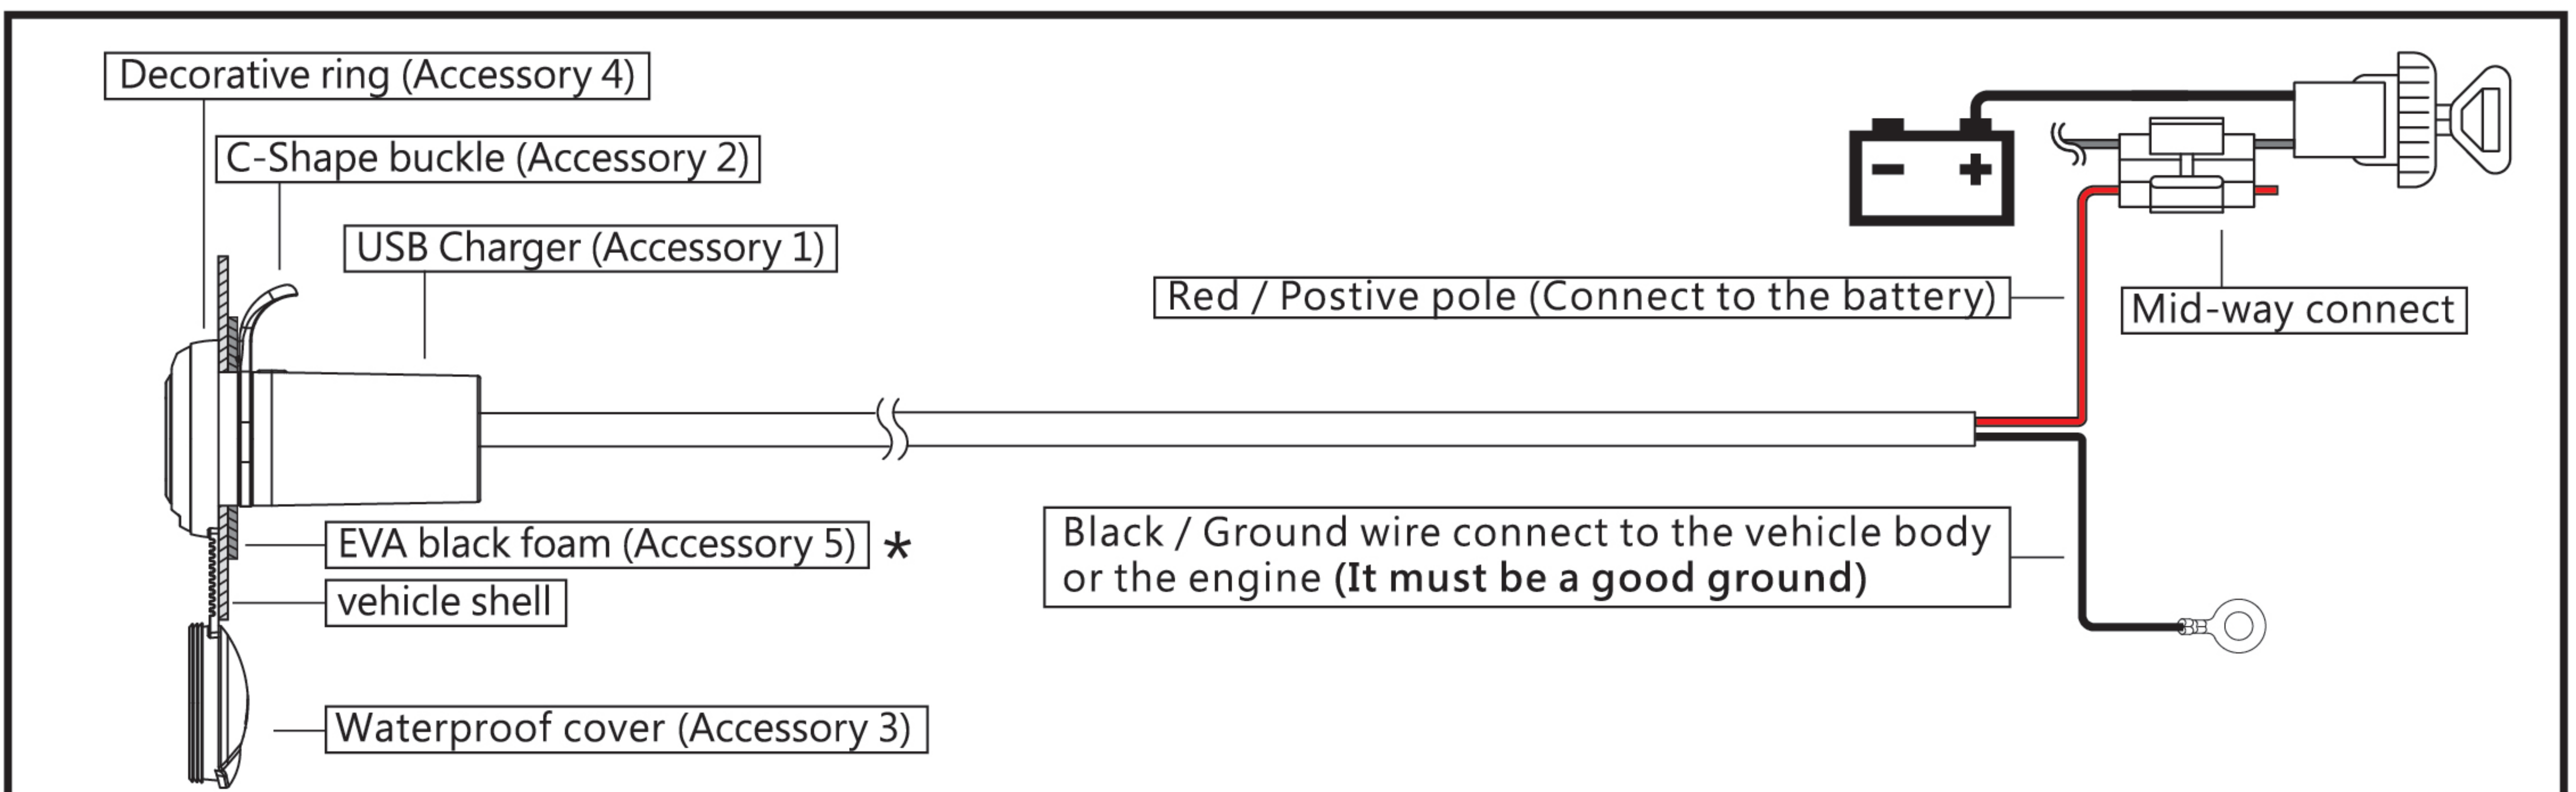 Decorative ring (Accessory 4)
C-Shape buckle (Accessory 2)
USB Charger (Accessory 1)
- +
Red / Postive pole (Connect to the battery)
Mid-way connect
Black / Ground wire connect to the vehicle body
or the engine (It must be a good ground)
EVA black foam (Accessory 5) *
vehicle shell
Waterproof cover (Accessory 3)